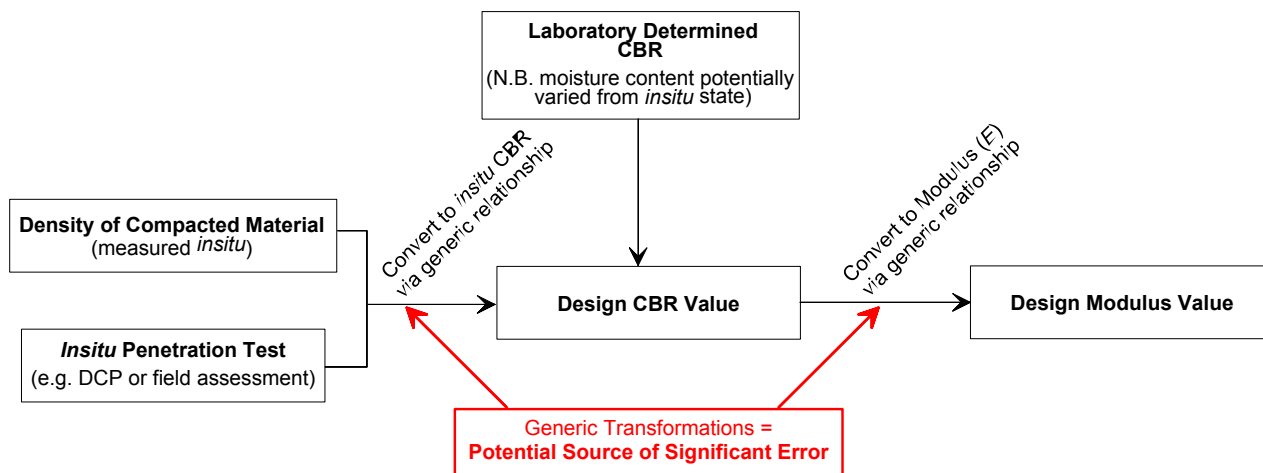 Laboratory Determined
CBR
(N.B. moisture content potentially
varied from insitu state)
Density of Compacted Material
(measured insitu)
Insitu Penetration Test
(e.g. DCP or field assessment)
Convert to insitu CBR
via generic relationship
Design CBR Value
Convert to Modulus (E)
via generic relationship
Design Modulus Value
Generic Transformations =
Potential Source of Significant Error